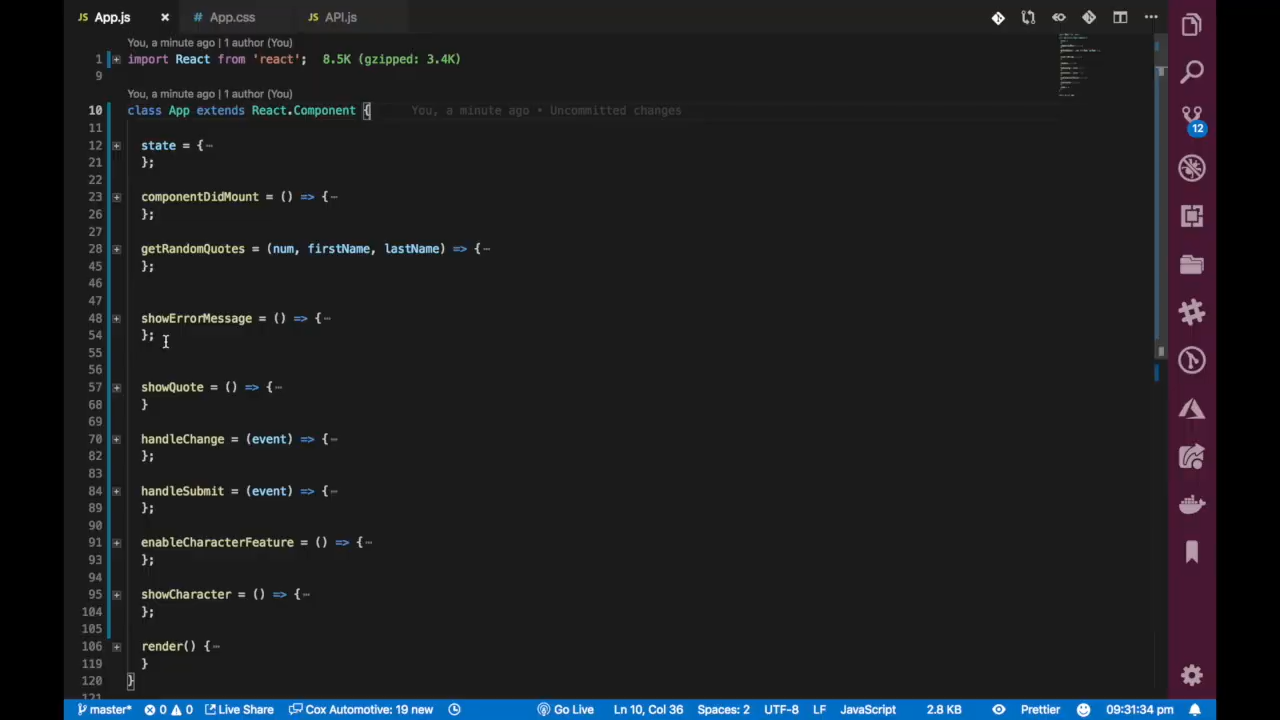 JS App.js × # App.css JS API.js
You, a minute ago | 1 author (You)
1 import React from 'react'; 8.5K (gzipped: 3.4K)
9
You, a minute ago | 1 author (You)
10 class App extends React.Component { You, a minute ago • Uncommitted changes
11
12 state = {⋯
21 };
22
23 componentDidMount = () => {⋯
26 };
27
28 getRandomQuotes = (num, firstName, lastName) => {⋯
45 };
46
47
48 showErrorMessage = () => {⋯
54 };
55
56
57 showQuote = () => {⋯
68 }
69
70 handleChange = (event) => {⋯
82 };
83
84 handleSubmit = (event) => {⋯
89 };
90
91 enableCharacterFeature = () => {⋯
93 };
94
95 showCharacter = () => {⋯
104 };
105
106 render() {⋯
119 }
120 }
121
12
master* 0 0 Live Share Cox Automotive: 19 new Go Live Ln 10, Col 36 Spaces: 2 UTF-8 LF JavaScript 2.8 KB Prettier 09:31:34 pm